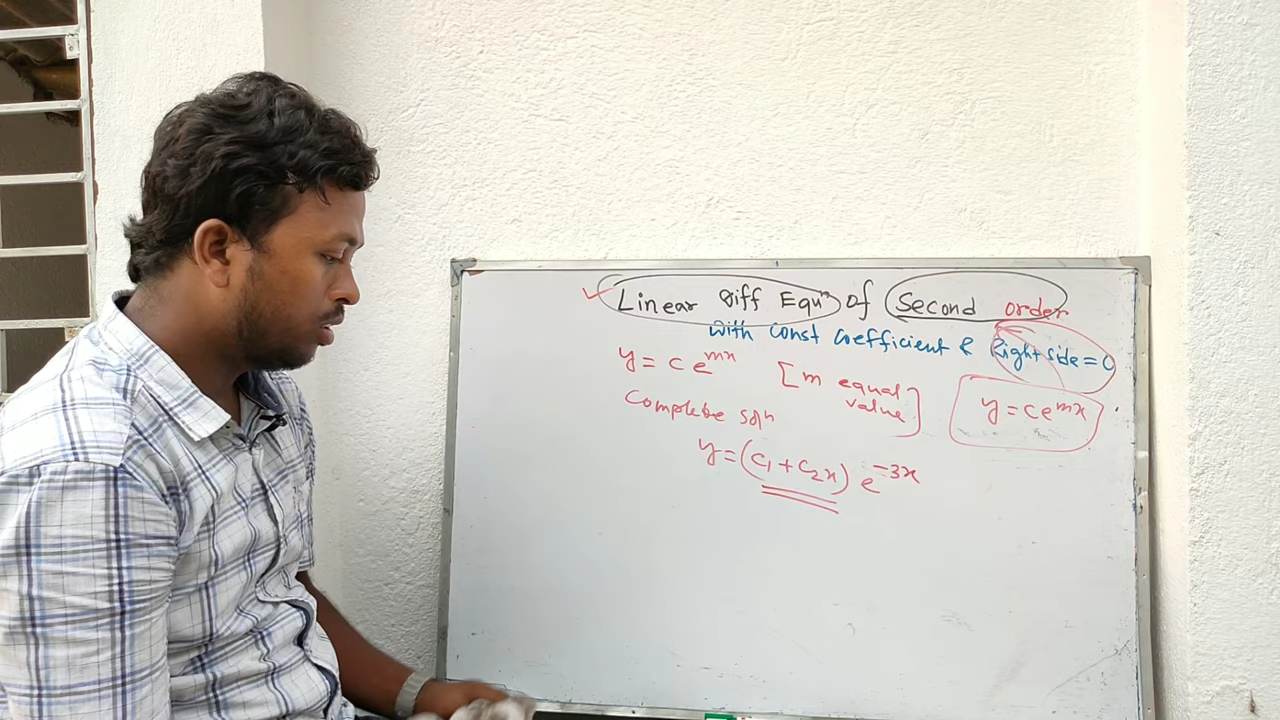 Linear Diff Equⁿ of Second order
with const coefficient & Right side = 0
y = c e^{mx} [m equal value]
y = ce^{mx}
Complete solⁿ
y = (c₁ + c₂x) e^{-3x}